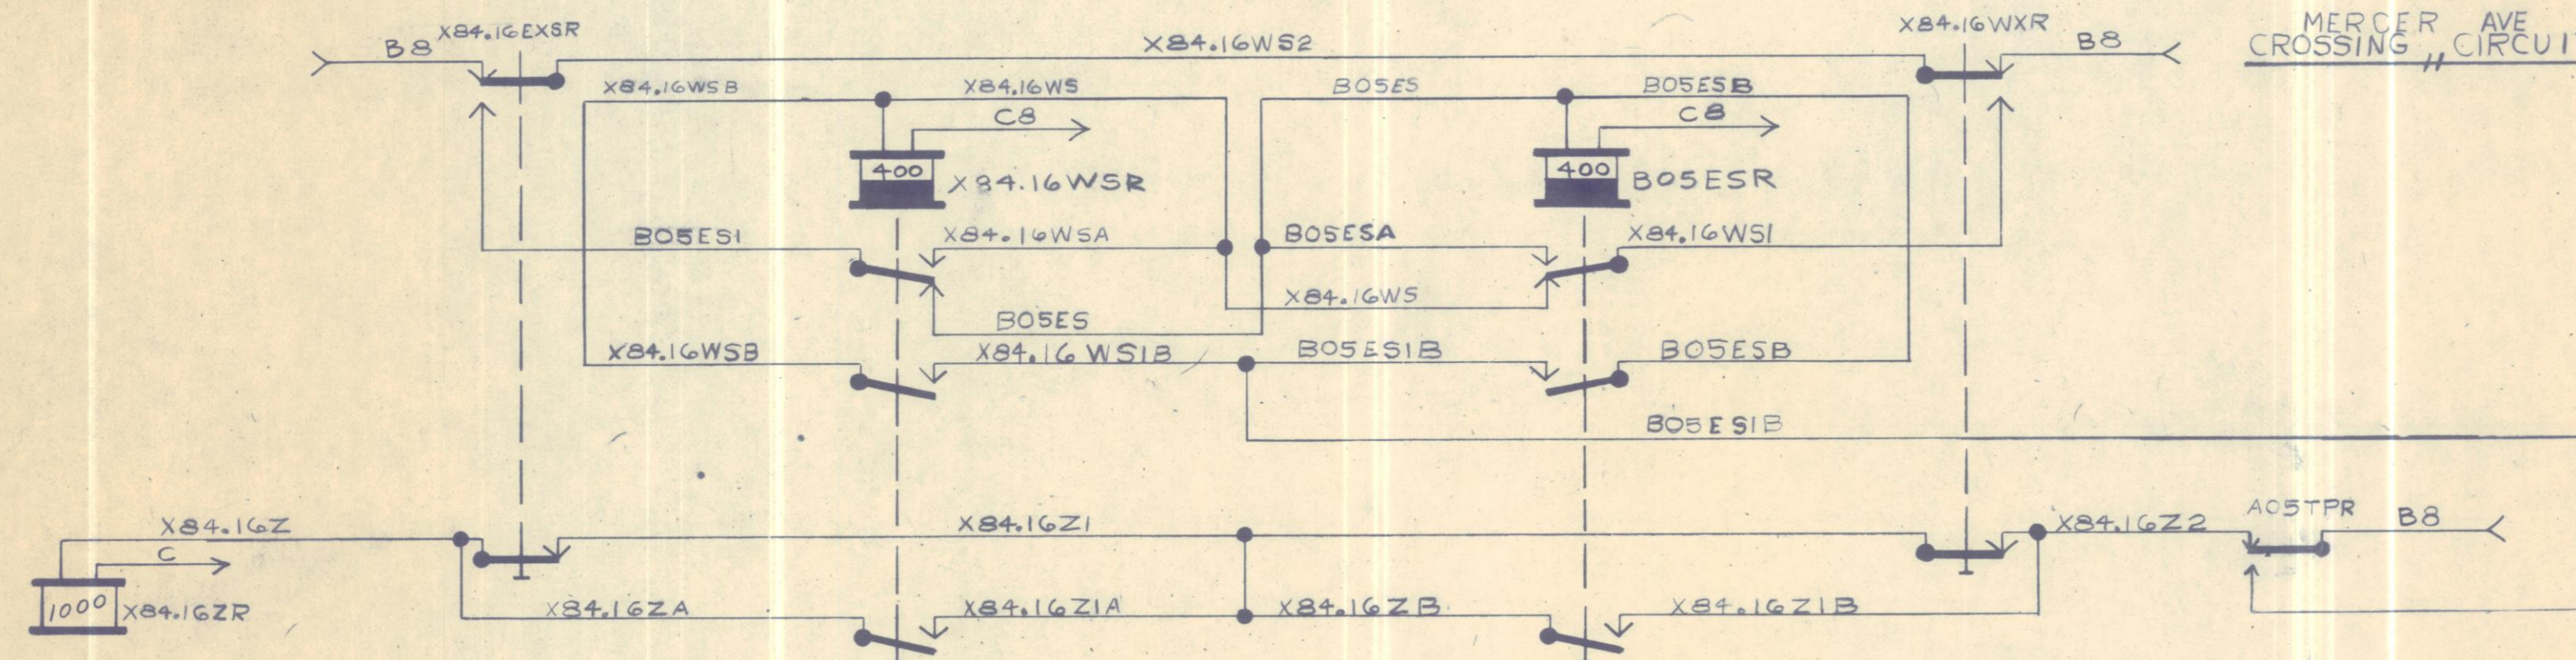 MERCER AVE
CROSSING CIRCUI
X84.16EXSR
B8
X84.16WS2
X84.16WXR
B8
X84.16WSB
X84.16WS
B05ES
B05ESB
C8
C8
400
X84.16WSR
400
B05ESR
B05ES1
X84.16WSA
B05ESA
X84.16WS1
X84.16WS
B05ES
X84.16WSB
X84.16 WS1B
B05ES1B
B05ESB
B05ES1B
X84.16Z
C
X84.16Z1
X84.16Z2
A05TPR
B8
1000
X84.16ZR
X84.16ZA
X84.16Z1A
X84.16ZB
X84.16Z1B